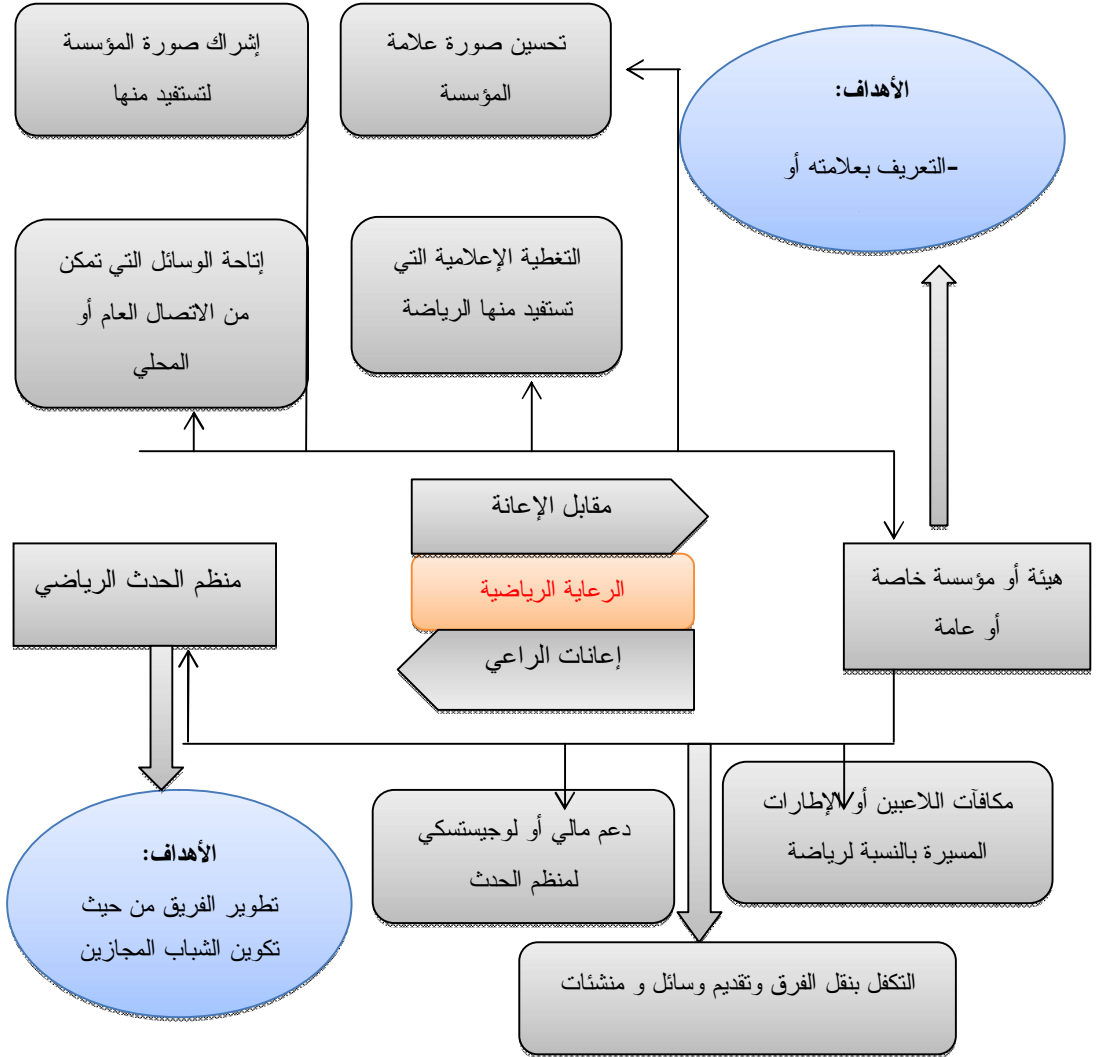 إشراك صورة المؤسسة
لتستفيد منها
تحسين صورة علامة
المؤسسة
الأهداف:
-التعريف بعلامته أو
إتاحة الوسائل التي تمكن
من الاتصال العام أو
المحلي
التغطية الإعلامية التي
تستفيد منها الرياضة
مقابل الإعانة
منظم الحدث الرياضي
الرعاية الرياضية
هيئة أو مؤسسة خاصة
أو عامة
إعانات الراعي
مكافآت اللاعبين أو الإطارات
المسيرة بالنسبة لرياضة
دعم مالي أو لوجيستسكي
لمنظم الحدث
الأهداف:
تطوير الفريق من حيث
تكوين الشباب المجازين
التكفل بنقل الفرق وتقديم وسائل و منشئات